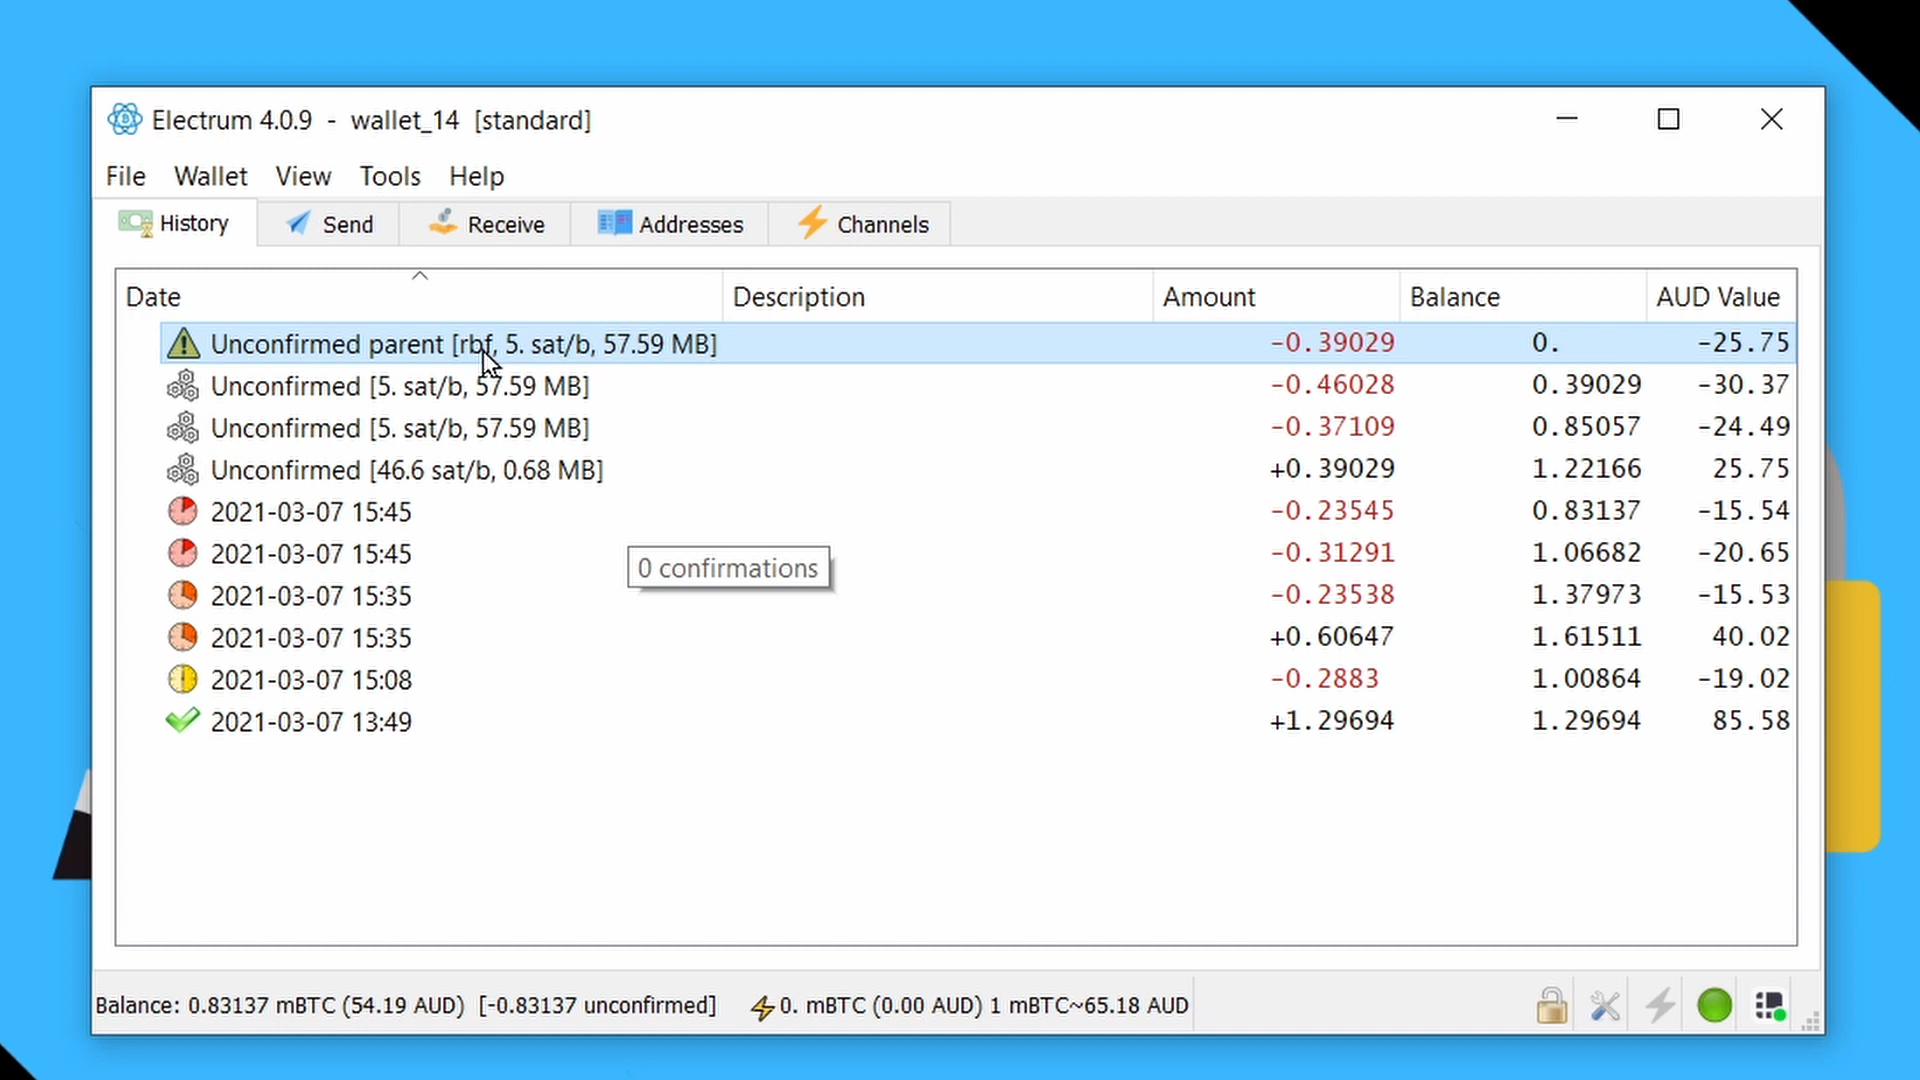 Electrum 4.0.9 - wallet_14 [standard]
File Wallet View Tools Help
History Send Receive Addresses Channels
Date Description Amount Balance AUD Value
Unconfirmed parent [rbf, 5. sat/b, 57.59 MB] -0.39029 0. -25.75
Unconfirmed [5. sat/b, 57.59 MB] -0.46028 0.39029 -30.37
Unconfirmed [5. sat/b, 57.59 MB] -0.37109 0.85057 -24.49
Unconfirmed [46.6 sat/b, 0.68 MB] +0.39029 1.22166 25.75
2021-03-07 15:45 -0.23545 0.83137 -15.54
2021-03-07 15:45 -0.31291 1.06682 -20.65
0 confirmations
2021-03-07 15:35 -0.23538 1.37973 -15.53
2021-03-07 15:35 +0.60647 1.61511 40.02
2021-03-07 15:08 -0.2883 1.00864 -19.02
2021-03-07 13:49 +1.29694 1.29694 85.58
Balance: 0.83137 mBTC (54.19 AUD) [-0.83137 unconfirmed] 0. mBTC (0.00 AUD) 1 mBTC~65.18 AUD